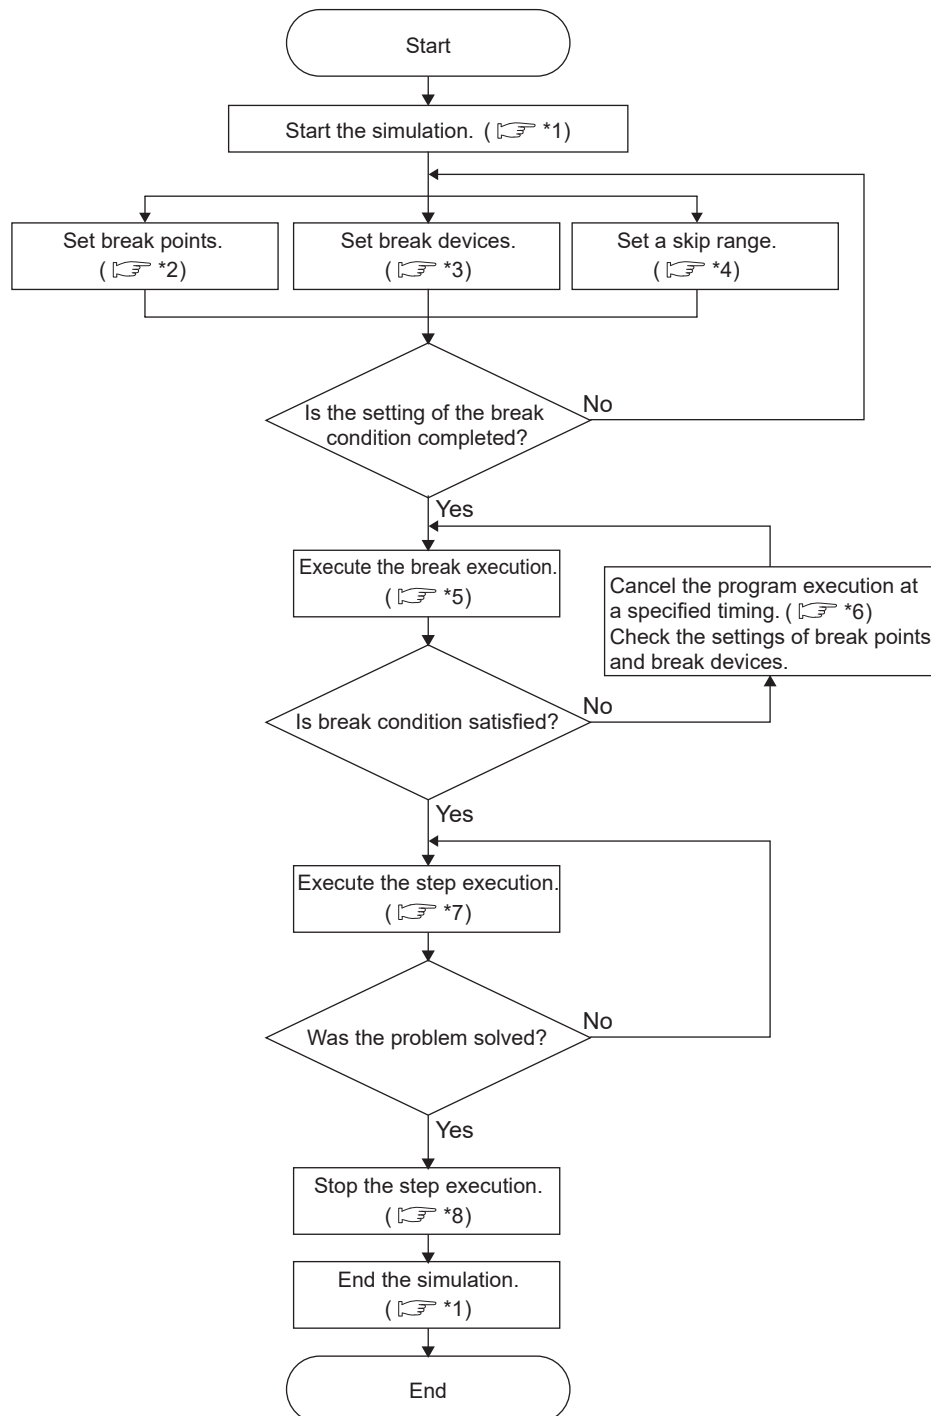 Start
Start the simulation. ( *1)
Set break points.
( *2)
Set break devices.
( *3)
Set a skip range.
( *4)
Is the setting of the break
condition completed?
No
Yes
Execute the break execution.
( *5)
Cancel the program execution at
a specified timing. ( *6)
Check the settings of break points
and break devices.
Is break condition satisfied?
No
Yes
Execute the step execution.
( *7)
Was the problem solved?
No
Yes
Stop the step execution.
( *8)
End the simulation.
( *1)
End